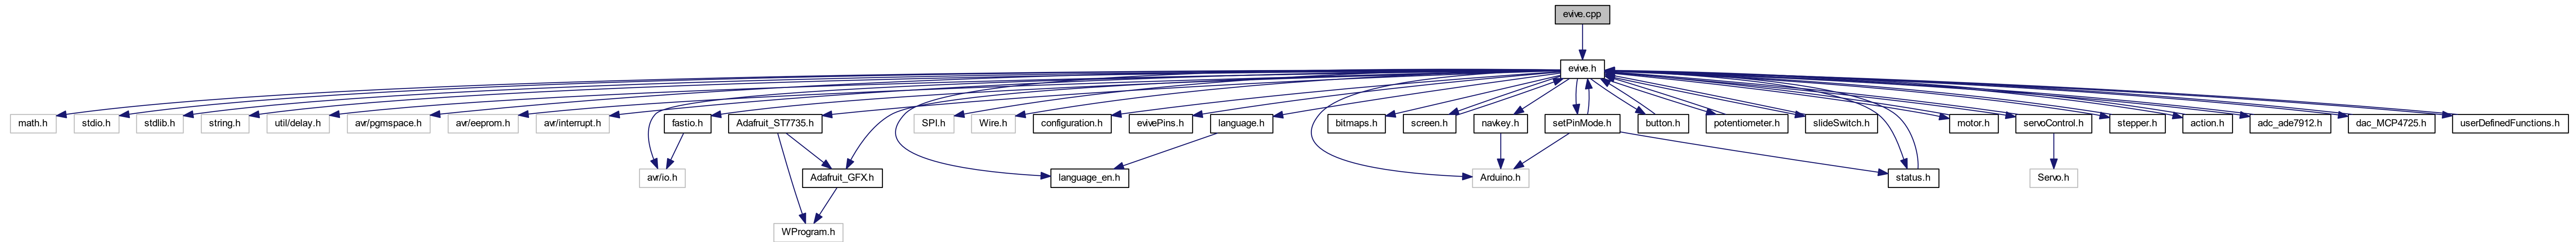 evive.cpp
evive.h
math.h
stdio.h
stdlib.h
string.h
util/delay.h
avr/pgmspace.h
avr/eeprom.h
avr/interrupt.h
fastio.h
Adafruit_ST7735.h
SPI.h
Wire.h
configuration.h
evivePins.h
language.h
bitmaps.h
screen.h
navkey.h
setPinMode.h
button.h
potentiometer.h
slideSwitch.h
motor.h
servoControl.h
stepper.h
action.h
adc_ade7912.h
dac_MCP4725.h
userDefinedFunctions.h
avr/io.h
Adafruit_GFX.h
language_en.h
Arduino.h
status.h
Servo.h
WProgram.h